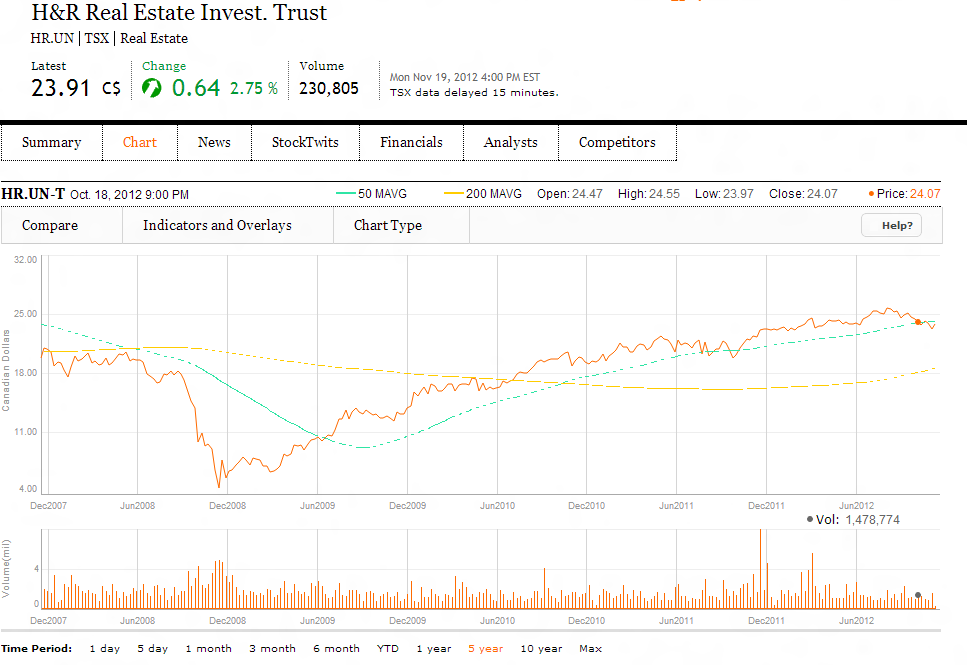 H&R Real Estate Invest. Trust
HR.UN | TSX | Real Estate
Latest Change Volume
23.91 C$ 0.64 2.75 % 230,805
Mon Nov 19, 2012 4:00 PM EST
TSX data delayed 15 minutes.
Summary Chart News StockTwits Financials Analysts Competitors
HR.UN-T Oct. 18, 2012 9:00 PM 50 MAVG 200 MAVG Open: 24.47 High: 24.55 Low: 23.97 Close: 24.07 Price: 24.07
Compare Indicators and Overlays Chart Type Help?
32.00
25.00
18.00
11.00
4.00
Canadian Dollars
Dec2007 Jun2008 Dec2008 Jun2009 Dec2009 Jun2010 Dec2010 Jun2011 Dec2011 Jun2012
Vol: 1,478,774
4
0
Volume(mil)
Dec2007 Jun2008 Dec2008 Jun2009 Dec2009 Jun2010 Dec2010 Jun2011 Dec2011 Jun2012
Time Period: 1 day 5 day 1 month 3 month 6 month YTD 1 year 5 year 10 year Max